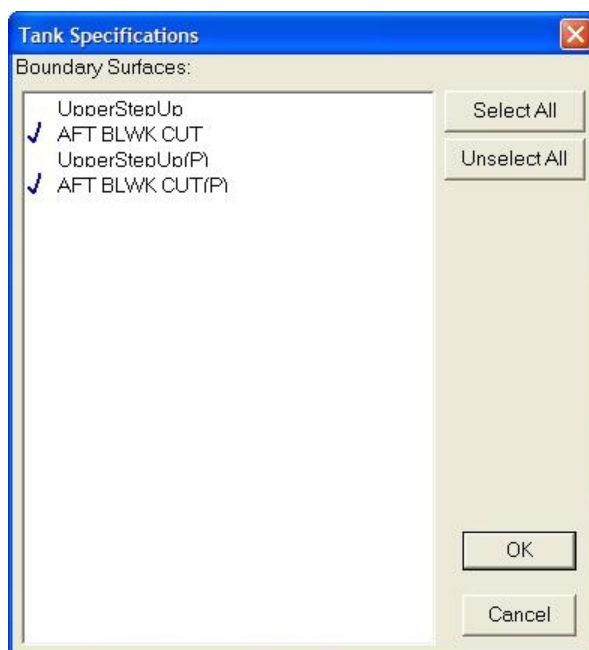 Tank Specifications
Boundary Surfaces:
UpperStepUp
AFT BLWK CUT
UpperStepUp(P)
AFT BLWK CUT(P)
Select All
Unselect All
OK
Cancel